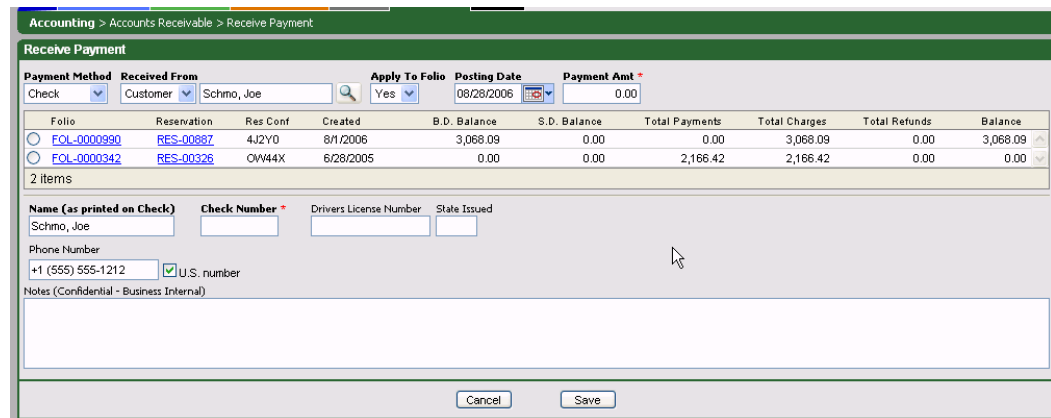 Accounting > Accounts Receivable > Receive Payment
Receive Payment
Payment Method Received From Apply To Folio Posting Date Payment Amt *
Check Customer Schmo, Joe Yes 08/28/2006 0.00
Folio Reservation Res Conf Created B.D. Balance S.D. Balance Total Payments Total Charges Total Refunds Balance
FOL-0000990 RES-00887 4J2Y0 8/1/2006 3,068.09 0.00 0.00 3,068.09 0.00 3,068.09
FOL-0000342 RES-00326 OW44X 6/28/2005 0.00 0.00 2,166.42 2,166.42 0.00 0.00
2 items
Name (as printed on Check) Check Number * Drivers License Number State Issued
Schmo, Joe
Phone Number
+1 (555) 555-1212 U.S. number
Notes (Confidential - Business Internal)
Cancel Save